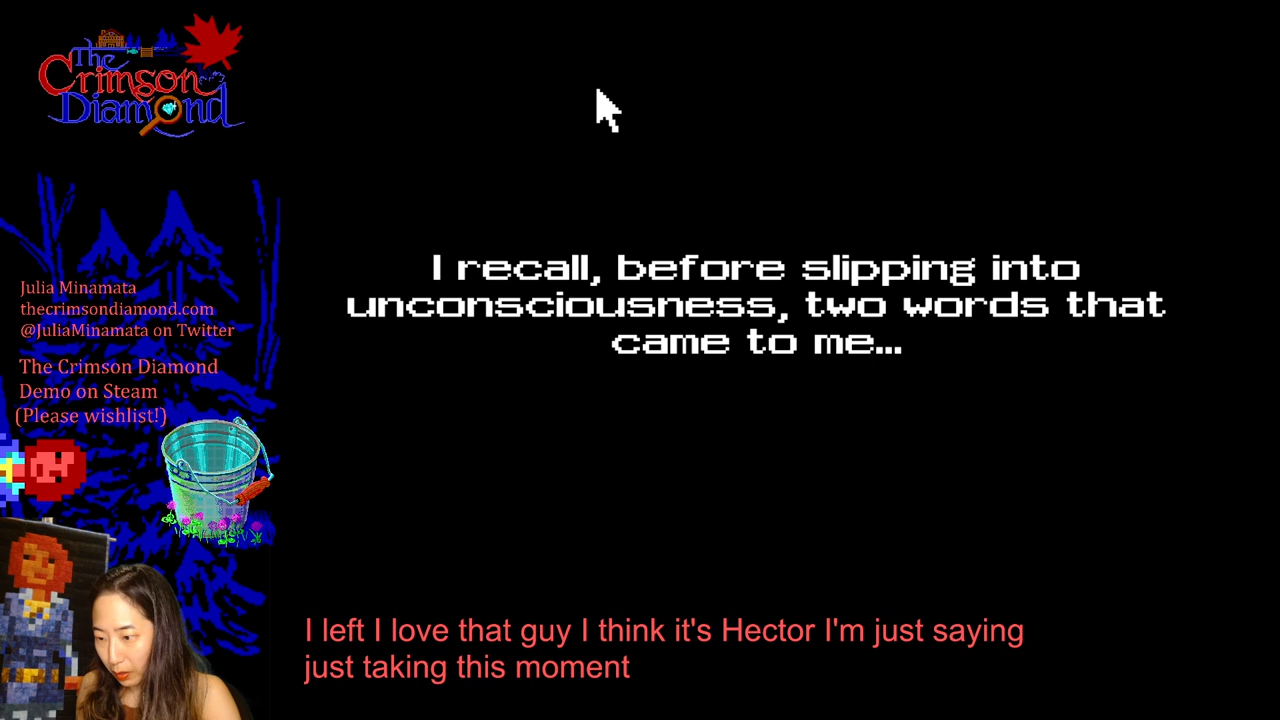 The
Crimson
Diamond
I recall, before slipping into
unconsciousness, two words that
came to me...
Julia Minamata
thecrimsondiamond.com
@JuliaMinamata on Twitter
The Crimson Diamond
Demo on Steam
(Please wishlist!)
I left I love that guy I think it's Hector I'm just saying
just taking this moment